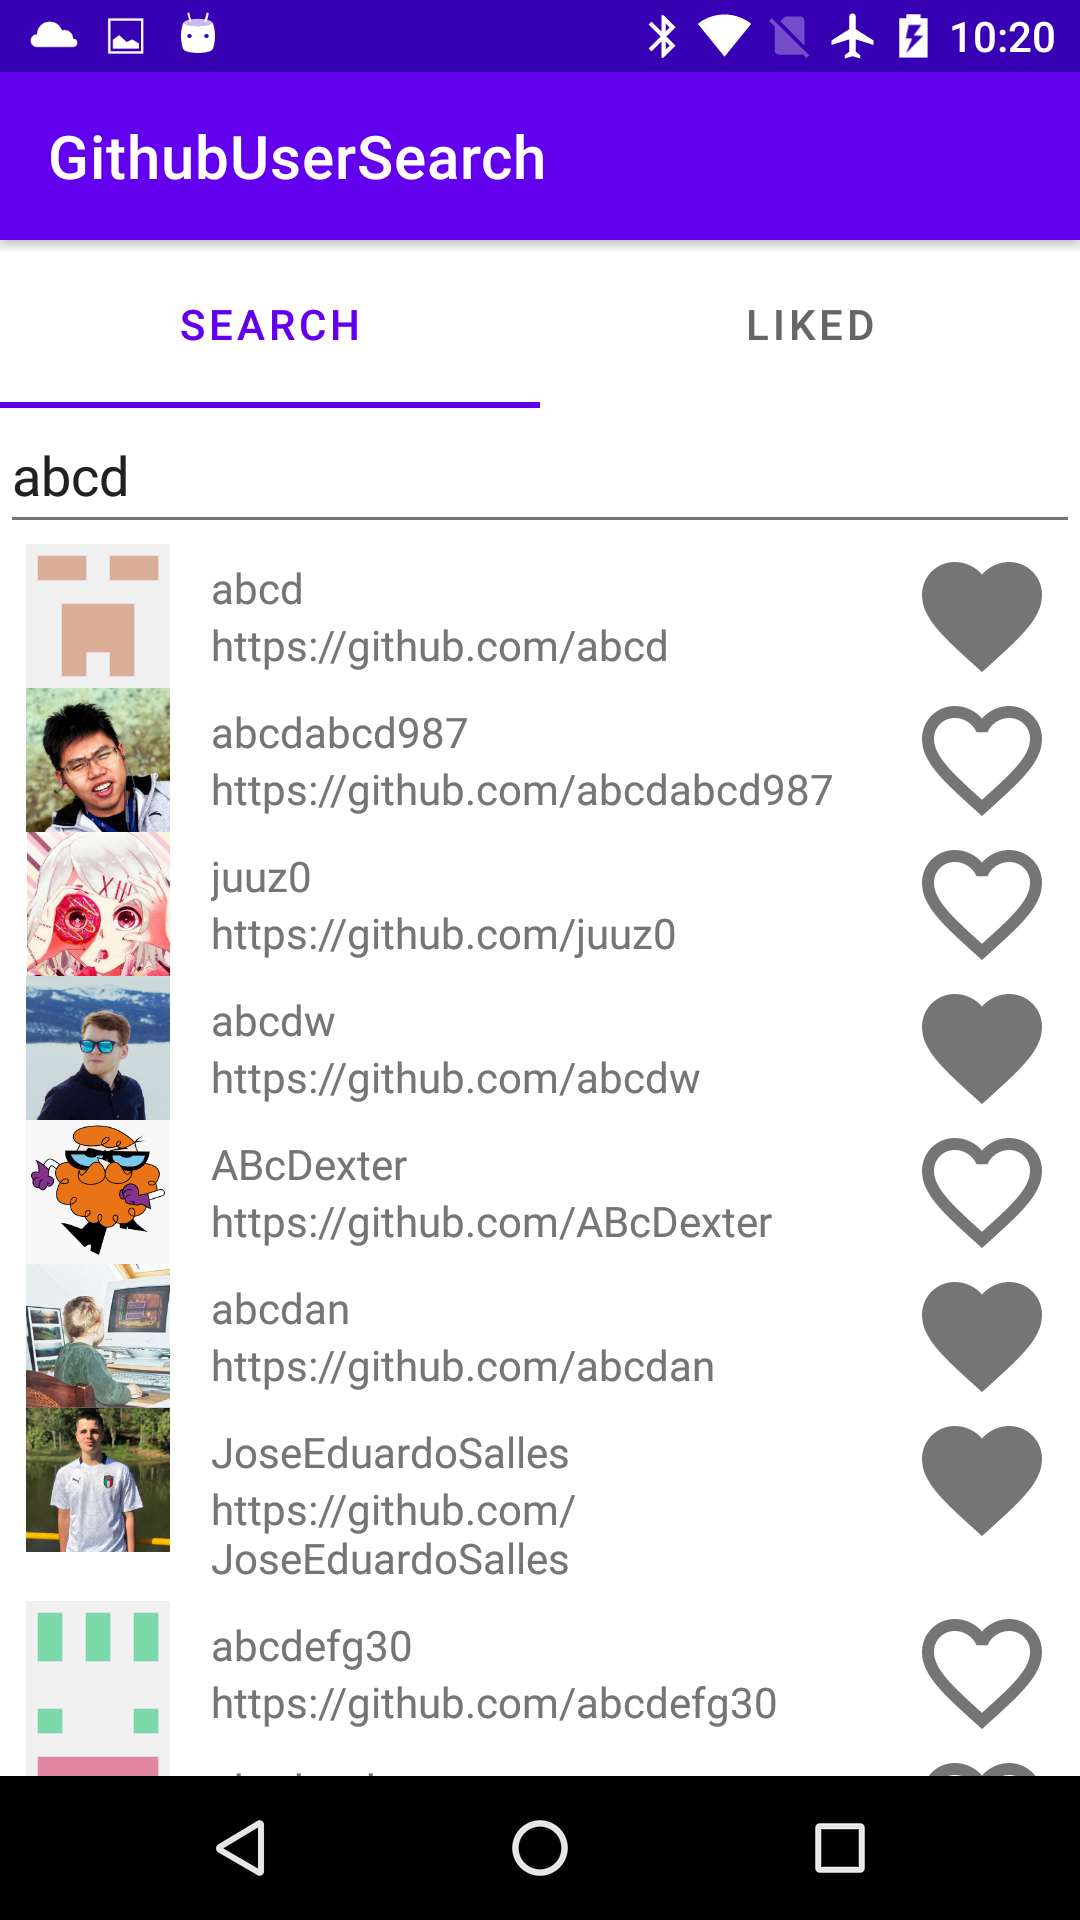 10:20
GithubUserSearch
SEARCH LIKED
abcd
abcd
https://github.com/abcd
abcdabcd987
https://github.com/abcdabcd987
juuz0
https://github.com/juuz0
abcdw
https://github.com/abcdw
ABcDexter
https://github.com/ABcDexter
abcdan
https://github.com/abcdan
JoseEduardoSalles
https://github.com/
JoseEduardoSalles
abcdefg30
https://github.com/abcdefg30